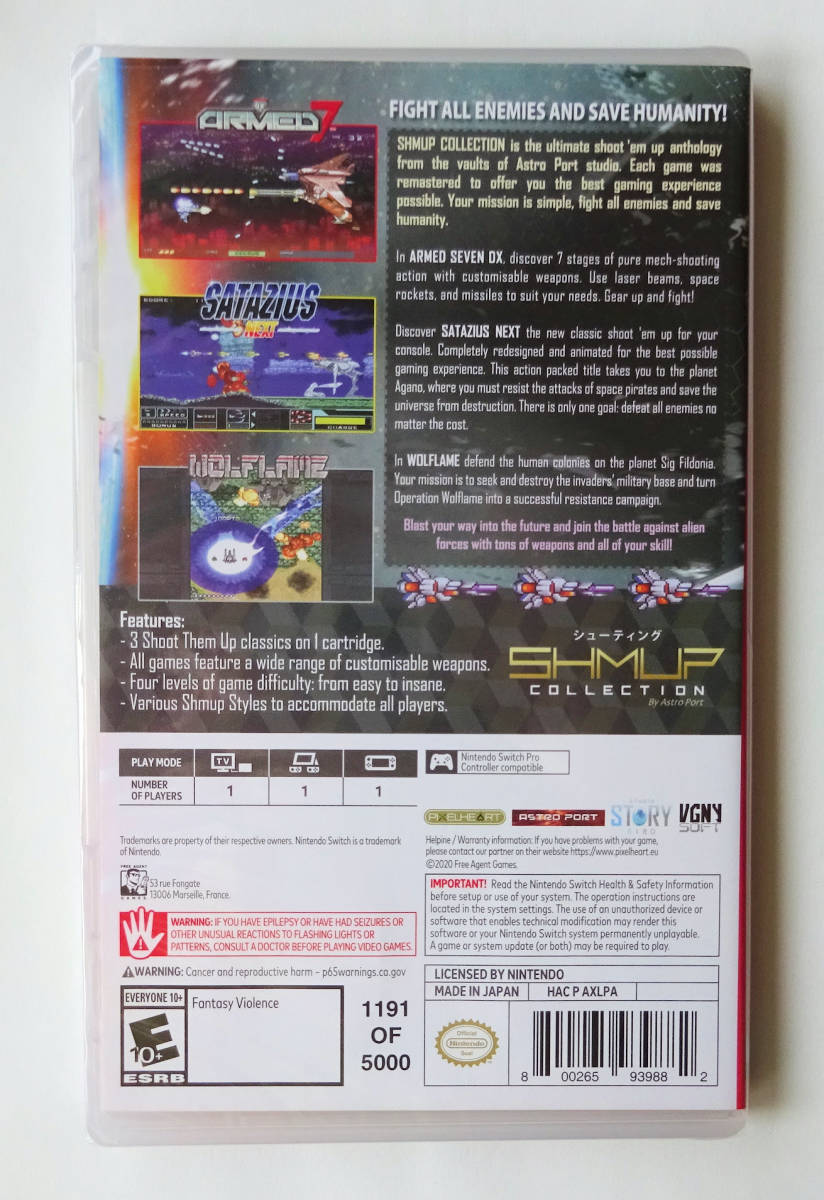 ARMED 7
FIGHT ALL ENEMIES AND SAVE HUMANITY!
SHMUP COLLECTION is the ultimate shoot 'em up anthology
from the vaults of Astro Port studio. Each game was
remastered to offer you the best gaming experience
possible. Your mission is simple, fight all enemies and save
humanity.
In ARMED SEVEN DX, discover 7 stages of pure mech-shooting
action with customisable weapons. Use laser beams, space
rockets, and missiles to suit your needs. Gear up and fight!
SATAZIUS
NEXT
Discover SATAZIUS NEXT the new classic shoot 'em up for your
console. Completely redesigned and animated for the best possible
gaming experience. This action packed title takes you to the planet
Agano, where you must resist the attacks of space pirates and save the
universe from destruction. There is only one goal: defeat all enemies no
matter the cost.
SPEED
CHARGE
WOLFLAME
In WOLFLAME defend the human colonies on the planet Sig Fildonia.
Your mission is to seek and destroy the invaders' military base and turn
Operation Wolflame into a successful resistance campaign.
Blast your way into the future and join the battle against alien
forces with tons of weapons and all of your skill!
Features:
- 3 Shoot Them Up classics on 1 cartridge.
- All games feature a wide range of customisable weapons.
- Four levels of game difficulty: from easy to insane.
- Various Shmup Styles to accommodate all players.
シューティング
SHMUP
COLLECTION
By Astro Port
PLAY MODE
TV
NUMBER
OF PLAYERS
1
1
1
Nintendo Switch Pro
Controller compatible
PIXELHEART
ASTRO PORT
STORY
VGNY
SOFT
Trademarks are property of their respective owners. Nintendo Switch is a trademark
of Nintendo.
Helpine / Warranty information: If you have problems with your game,
please contact our partner on their website https://www.pixelheart.eu
©2020 Free Agent Games.
FREE AGENT
GAMES
53 rue Fongate
13006 Marseille, France.
IMPORTANT! Read the Nintendo Switch Health & Safety Information
before setup or use of your system. The operation instructions are
located in the system settings. The use of an unauthorized device or
software that enables technical modification may render this
software or your Nintendo Switch system permanently unplayable.
A game or system update (or both) may be required to play.
WARNING: IF YOU HAVE EPILEPSY OR HAVE HAD SEIZURES OR
OTHER UNUSUAL REACTIONS TO FLASHING LIGHTS OR
PATTERNS, CONSULT A DOCTOR BEFORE PLAYING VIDEO GAMES.
WARNING: Cancer and reproductive harm – p65warnings.ca.gov
LICENSED BY NINTENDO
MADE IN JAPAN
HAC P AXLPA
EVERYONE 10+
E
10+
ESRB
Fantasy Violence
1191
OF
5000
Official
Nintendo
Seal
8 00265 93988 2